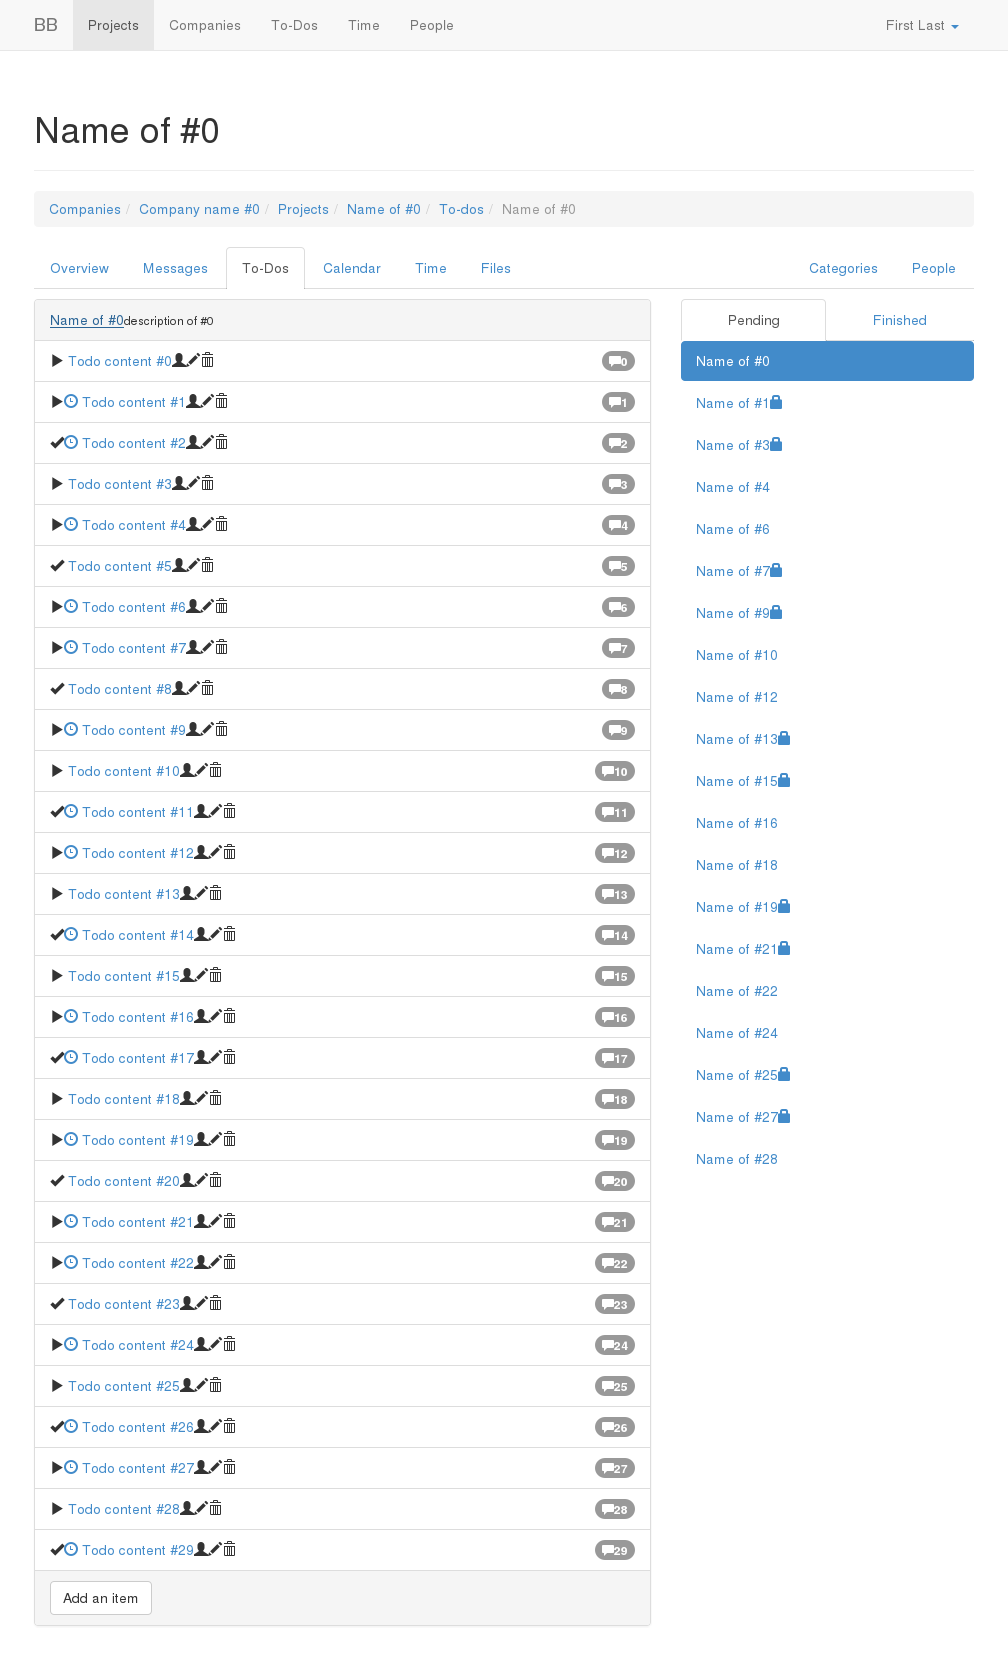 BB Projects Companies To-Dos Time People First Last
Name of #0
Companies / Company name #0 / Projects / Name of #0 / To-dos / Name of #0
Overview Messages To-Dos Calendar Time Files Categories People
Name of #0description of #0
Todo content #0 0
Todo content #1 1
Todo content #2 2
Todo content #3 3
Todo content #4 4
Todo content #5 5
Todo content #6 6
Todo content #7 7
Todo content #8 8
Todo content #9 9
Todo content #10 10
Todo content #11 11
Todo content #12 12
Todo content #13 13
Todo content #14 14
Todo content #15 15
Todo content #16 16
Todo content #17 17
Todo content #18 18
Todo content #19 19
Todo content #20 20
Todo content #21 21
Todo content #22 22
Todo content #23 23
Todo content #24 24
Todo content #25 25
Todo content #26 26
Todo content #27 27
Todo content #28 28
Todo content #29 29
Add an item
Pending Finished
Name of #0
Name of #1
Name of #3
Name of #4
Name of #6
Name of #7
Name of #9
Name of #10
Name of #12
Name of #13
Name of #15
Name of #16
Name of #18
Name of #19
Name of #21
Name of #22
Name of #24
Name of #25
Name of #27
Name of #28